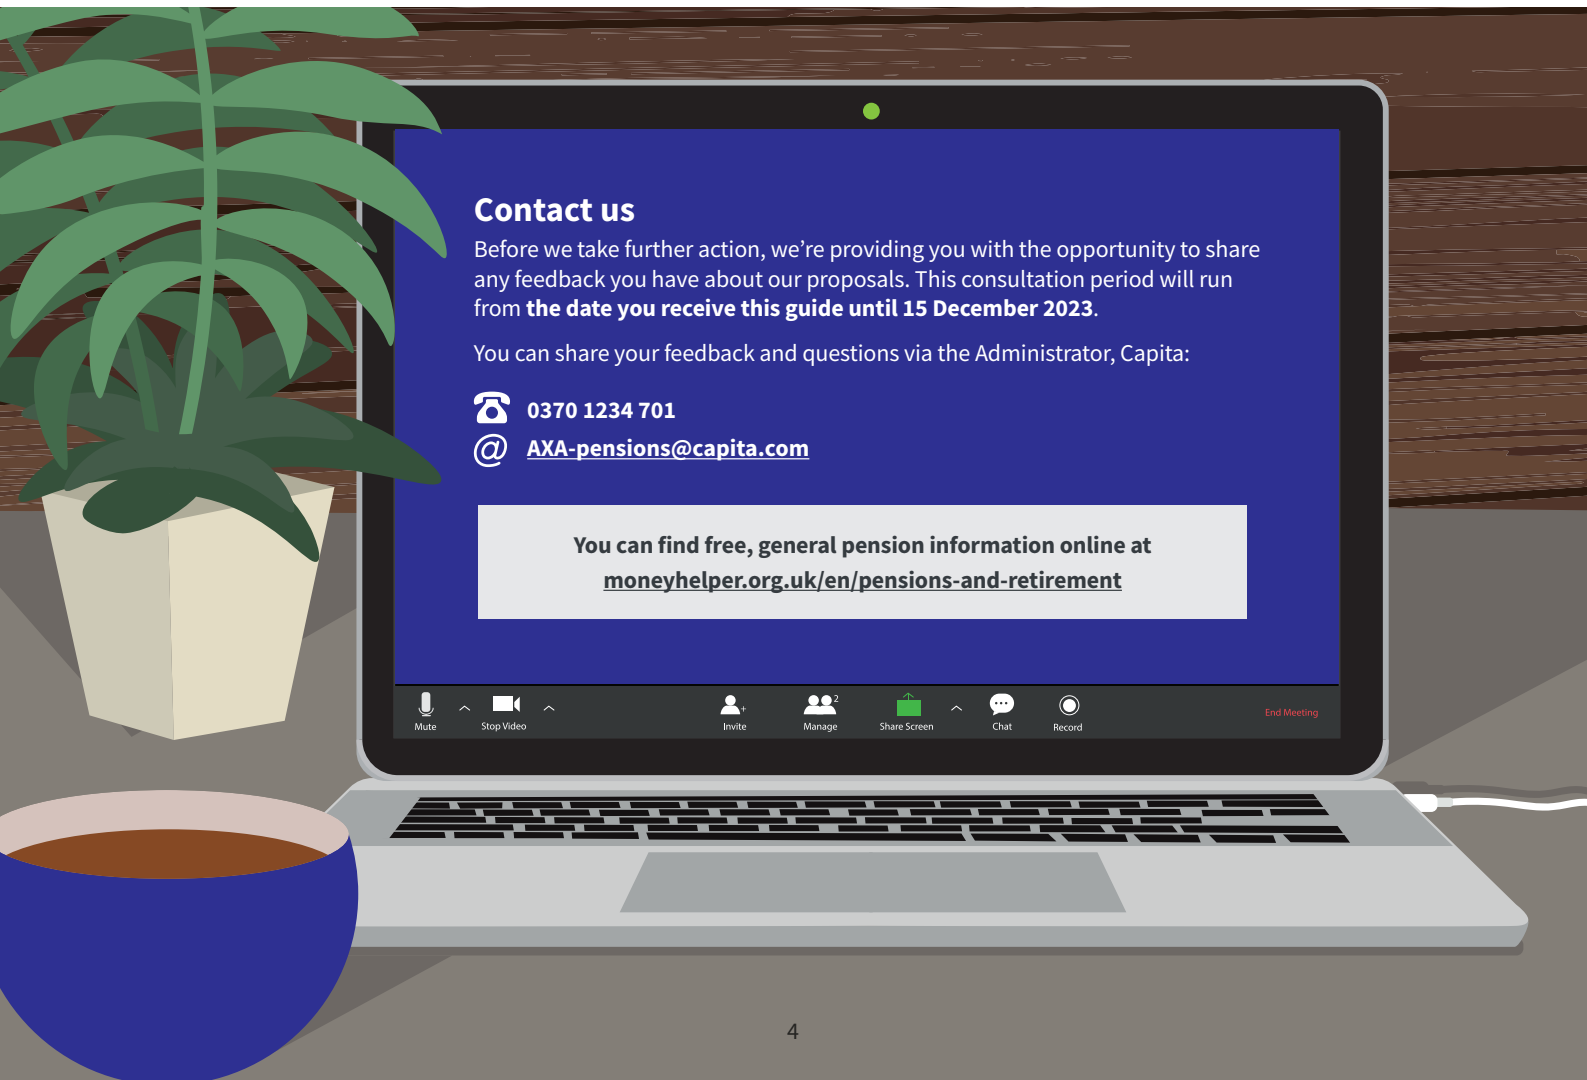 Contact us
Before we take further action, we’re providing you with the opportunity to share
any feedback you have about our proposals. This consultation period will run
from the date you receive this guide until 15 December 2023.
You can share your feedback and questions via the Administrator, Capita:
0370 1234 701
@ AXA-pensions@capita.com
You can find free, general pension information online at
moneyhelper.org.uk/en/pensions-and-retirement
Mute
Stop Video
Invite
2
Manage
Share Screen
Chat
Record
End Meeting
4